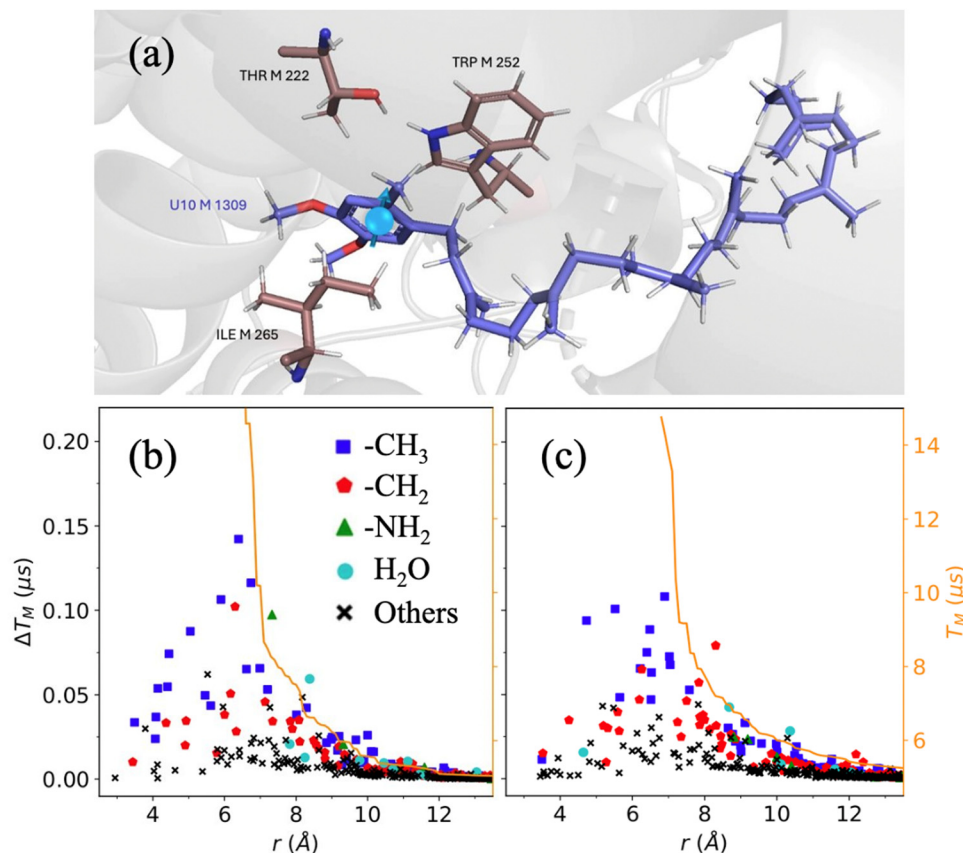 (a)
THR M 222
TRP M 252
U10 M 1309
ILE M 265
(b)
-CH3
-CH2
-NH2
H2O
Others
ΔT_M (μs)
0.20
0.15
0.10
0.05
0.00
4 6 8 10 12
r (Å)
(c)
T_M (μs)
14
12
10
8
6
4 6 8 10 12
r (Å)